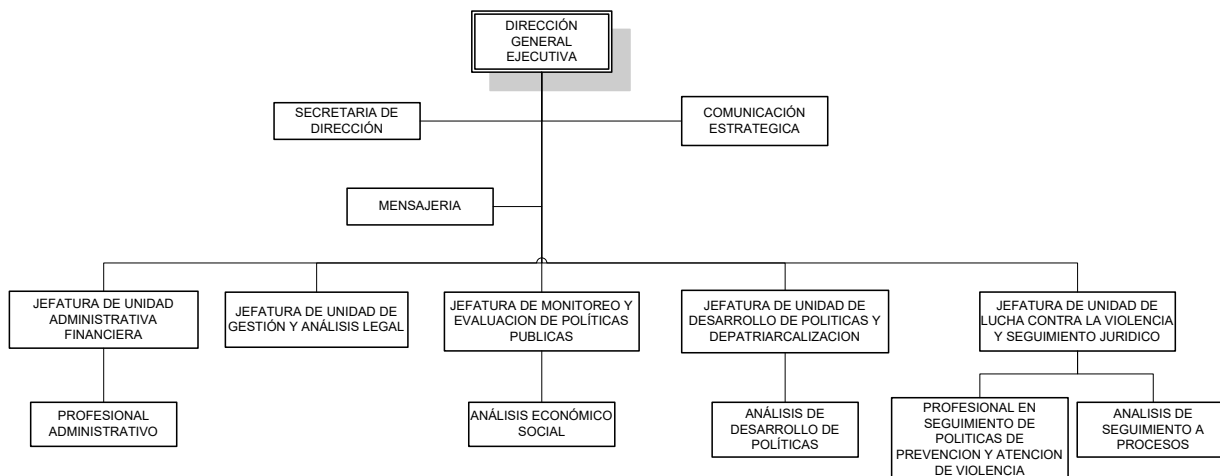 DIRECCIÓN
GENERAL
EJECUTIVA
SECRETARIA DE
DIRECCIÓN
COMUNICACIÓN
ESTRATEGICA
MENSAJERIA
JEFATURA DE UNIDAD
ADMINISTRATIVA
FINANCIERA
JEFATURA DE UNIDAD DE
GESTIÓN Y ANÁLISIS LEGAL
JEFATURA DE MONITOREO Y
EVALUACION DE POLÍTICAS
PUBLICAS
JEFATURA DE UNIDAD DE
DESARROLLO DE POLITICAS Y
DEPATRIARCALIZACION
JEFATURA DE UNIDAD DE
LUCHA CONTRA LA VIOLENCIA
Y SEGUIMIENTO JURIDICO
PROFESIONAL
ADMINISTRATIVO
ANÁLISIS ECONÓMICO
SOCIAL
ANÁLISIS DE
DESARROLLO DE
POLÍTICAS
PROFESIONAL EN
SEGUIMIENTO DE
POLITICAS DE
PREVENCION Y ATENCION
DE VIOLENCIA
ANALISIS DE
SEGUIMIENTO A
PROCESOS